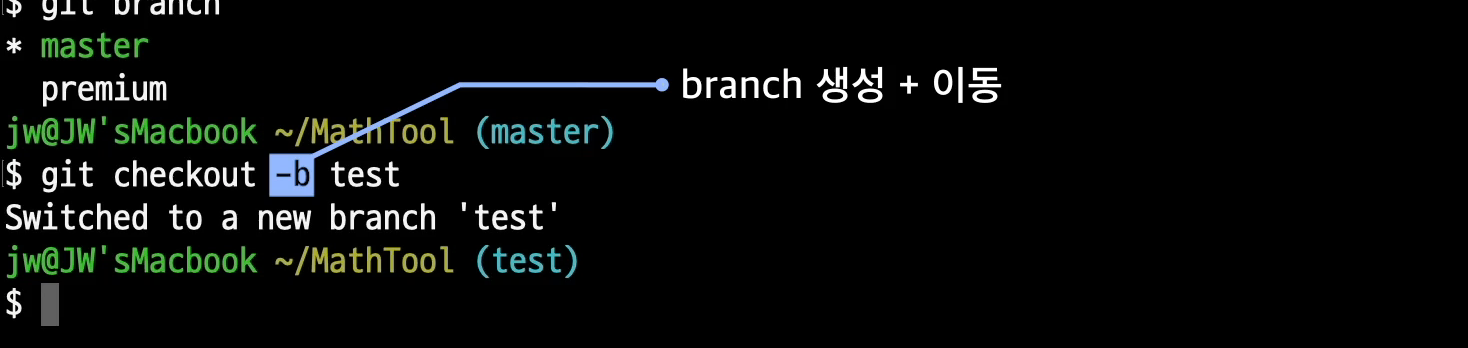 $ git branch
* master
premium
branch 생성 + 이동
jw@JW'sMacbook ~/MathTool (master)
$ git checkout -b test
Switched to a new branch 'test'
jw@JW'sMacbook ~/MathTool (test)
$